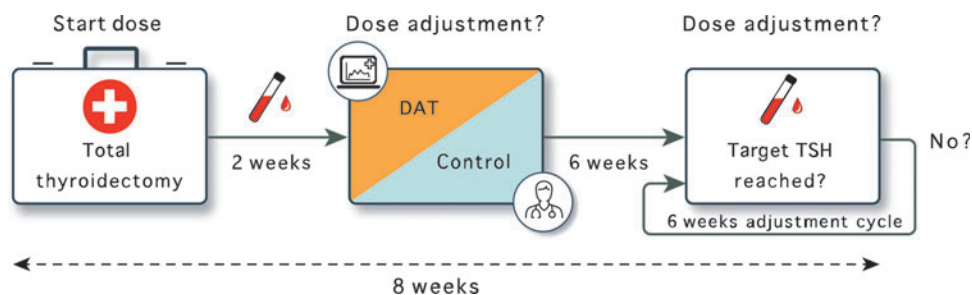 Start dose
Dose adjustment?
Dose adjustment?
Total
thyroidectomy
2 weeks
DAT
Control
6 weeks
Target TSH
reached?
No?
6 weeks adjustment cycle
8 weeks